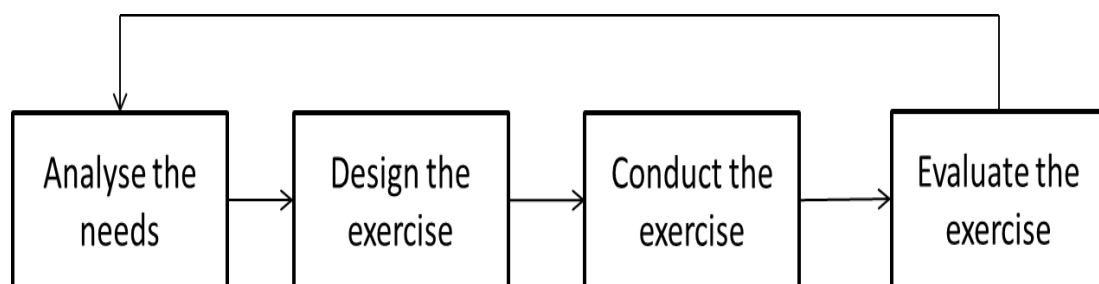 Analyse the
needs
Design the
exercise
Conduct the
exercise
Evaluate the
exercise